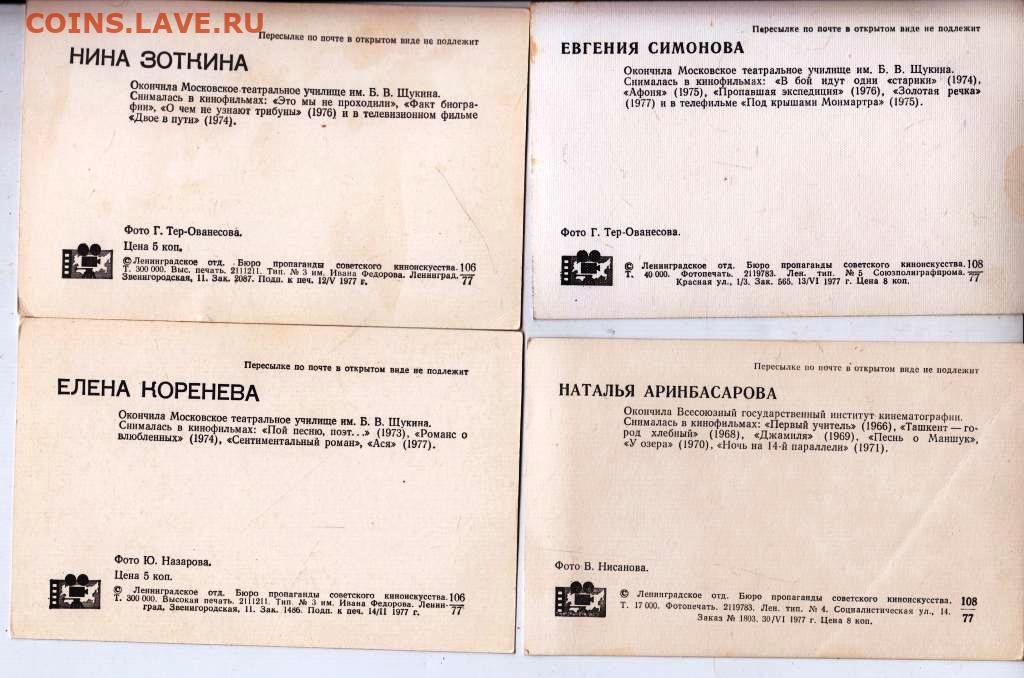 COINS.LAVE.RU
Пересылке по почте в открытом виде не подлежит
НИНА ЗОТКИНА
Окончила Московское театральное училище им. Б. В. Щукина.
Снималась в кинофильмах: «Это мы не проходили», «Факт биогра-
фии», «О чем не узнают трибуны» (1976) и в телевизионном фильме
«Двое в пути» (1974).
Фото Г. Тер-Ованесова.
Цена 5 коп.
© Ленинградское отд. Бюро пропаганды советского киноискусства. 106
Т. 300 000. Выс. печать. 2111211. Тип. № 3 им. Ивана Федорова. Ленинград, 77
Звенигородская, 11. Зак. 2087. Подп. к печ. 12/V 1977 г.
Пересылке по почте в открытом виде не подлежит
ЕВГЕНИЯ СИМОНОВА
Окончила Московское театральное училище им. Б. В. Щукина.
Снималась в кинофильмах: «В бой идут одни «старики» (1974),
«Афоня» (1975), «Пропавшая экспедиция» (1976), «Золотая речка»
(1977) и в телефильме «Под крышами Монмартра» (1975).
Фото Г. Тер-Ованесова.
© Ленинградское отд. Бюро пропаганды советского киноискусства. 108
Т. 40 000. Фотопечать. 2119783. Лен. тип. № 5 Союзполиграфпрома. 77
Красная ул., 1/3. Зак. 565. 13/VI 1977 г. Цена 8 коп.
Пересылке по почте в открытом виде не подлежит
ЕЛЕНА КОРЕНЕВА
Окончила Московское театральное училище им. Б. В. Щукина.
Снималась в кинофильмах: «Пой песню, поэт...» (1973), «Романс о
влюбленных» (1974), «Сентиментальный роман», «Ася» (1977).
Фото Ю. Назарова.
Цена 5 коп.
© Ленинградское отд. Бюро пропаганды советского киноискусства. 106
Т. 300 000. Высокая печать. 2111211. Тип. № 3 им. Ивана Федорова. Ленин- 77
град, Звенигородская, 11. Зак. 1486. Подп. к печ. 14/II 1977 г.
Пересылке по почте в открытом виде не подлежит
НАТАЛЬЯ АРИНБАСАРОВА
Окончила Всесоюзный государственный институт кинематографии.
Снималась в кинофильмах: «Первый учитель» (1966), «Ташкент — го-
род хлебный» (1968), «Джамиля» (1969), «Песнь о Маншук»,
«У озера» (1970), «Ночь на 14-й параллели» (1971).
Фото В. Нисанова.
© Ленинградское отд. Бюро пропаганды советского киноискусства. 108
Т. 17 000. Фотопечать. 2119783. Лен. тип. № 4. Социалистическая ул., 14. 77
Заказ № 1803. 30/VI 1977 г. Цена 8 коп.